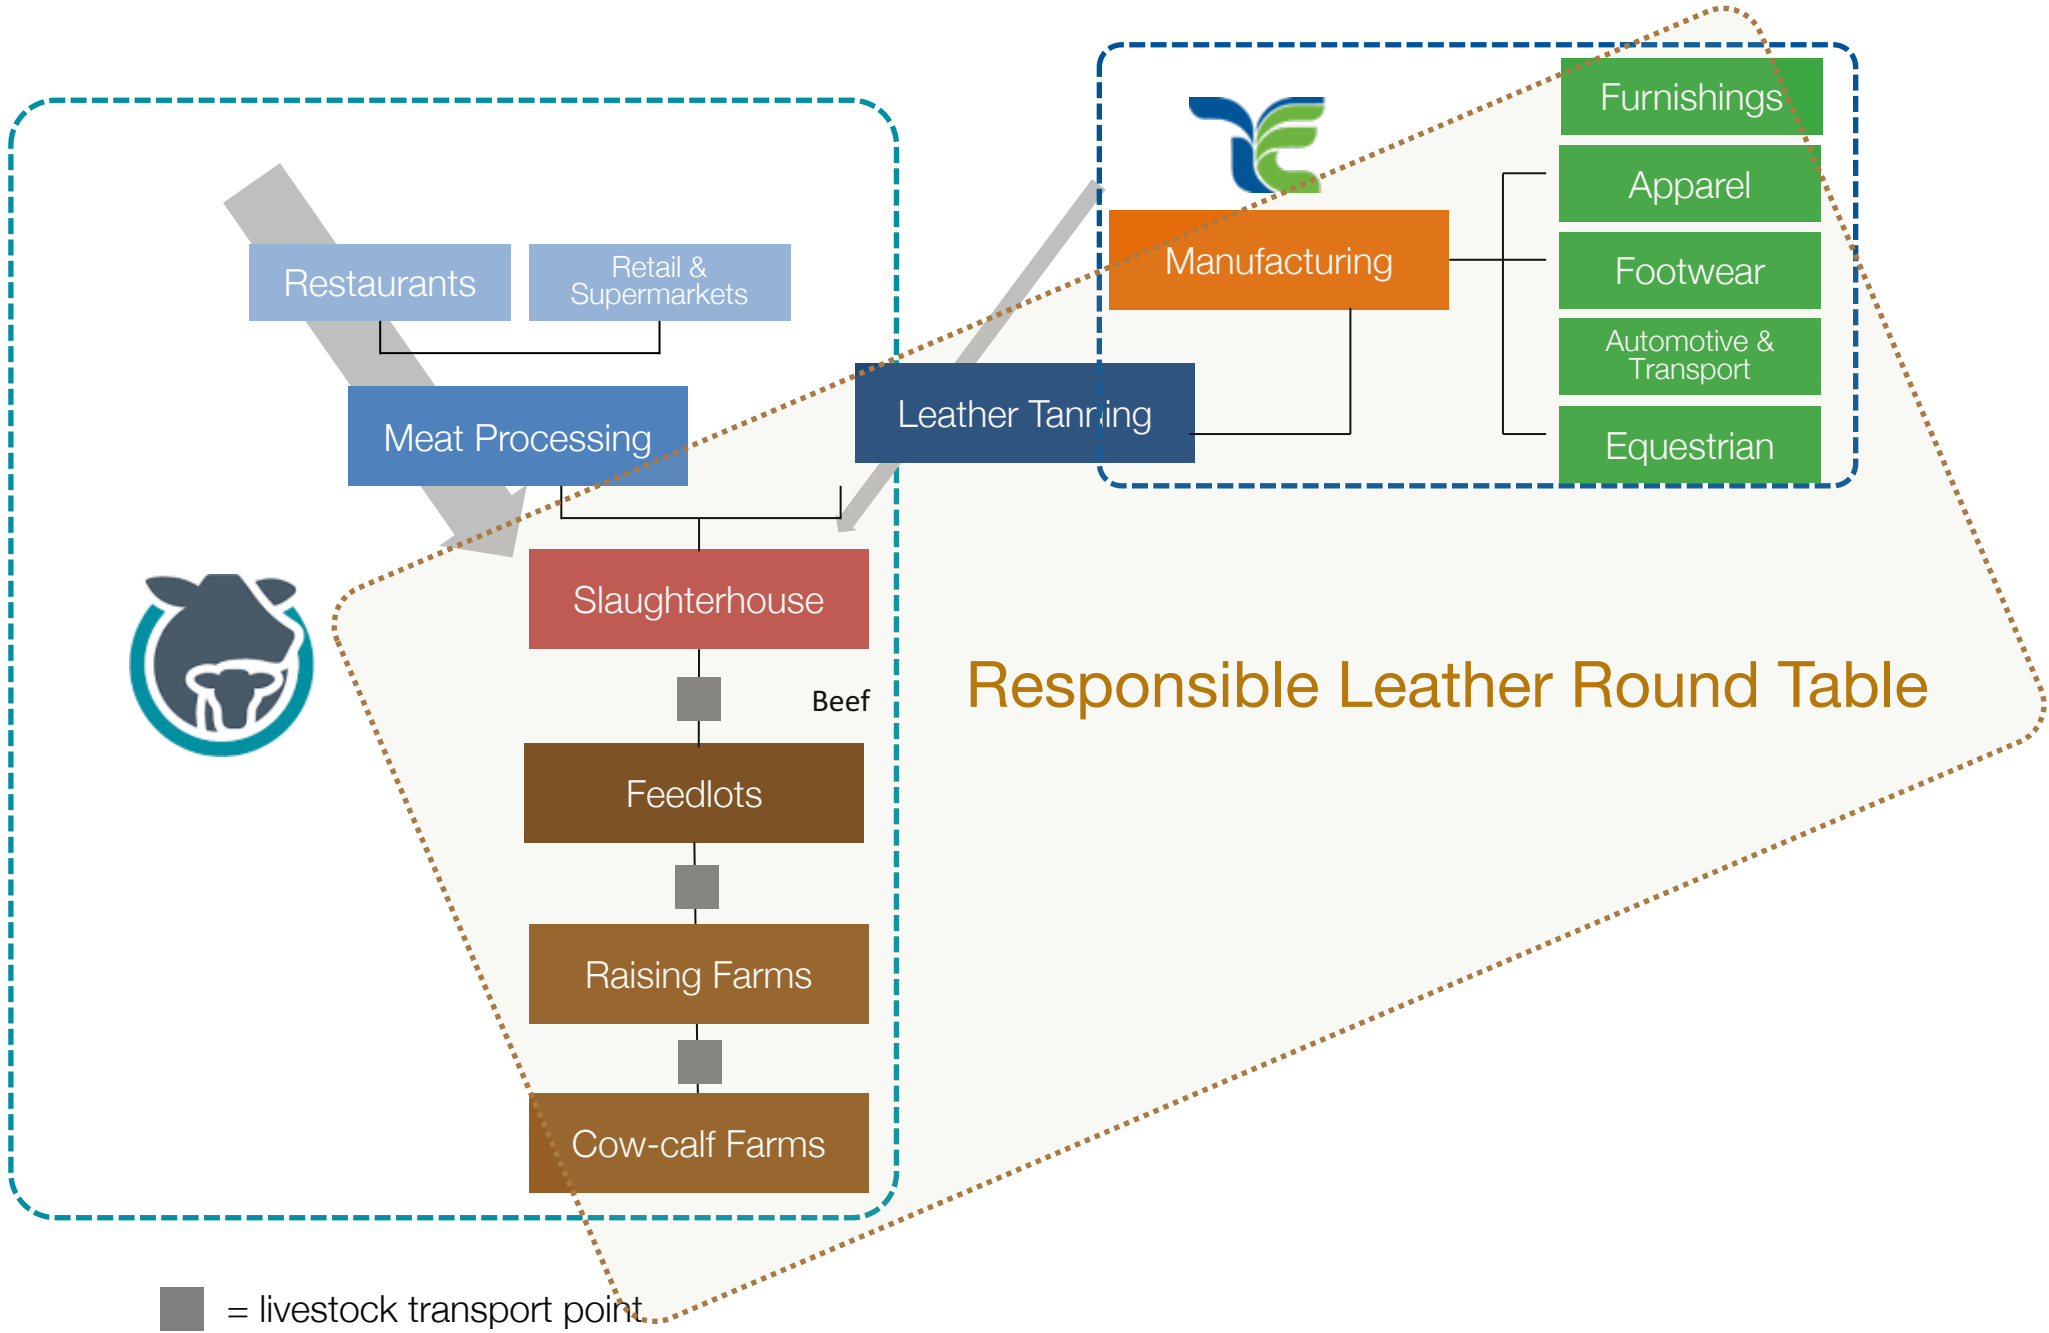 Furnishings
Apparel
Manufacturing
Footwear
Restaurants
Retail &
Supermarkets
Automotive &
Transport
Leather Tanning
Meat Processing
Equestrian
Slaughterhouse
Beef
Responsible Leather Round Table
Feedlots
Raising Farms
Cow-calf Farms
= livestock transport point